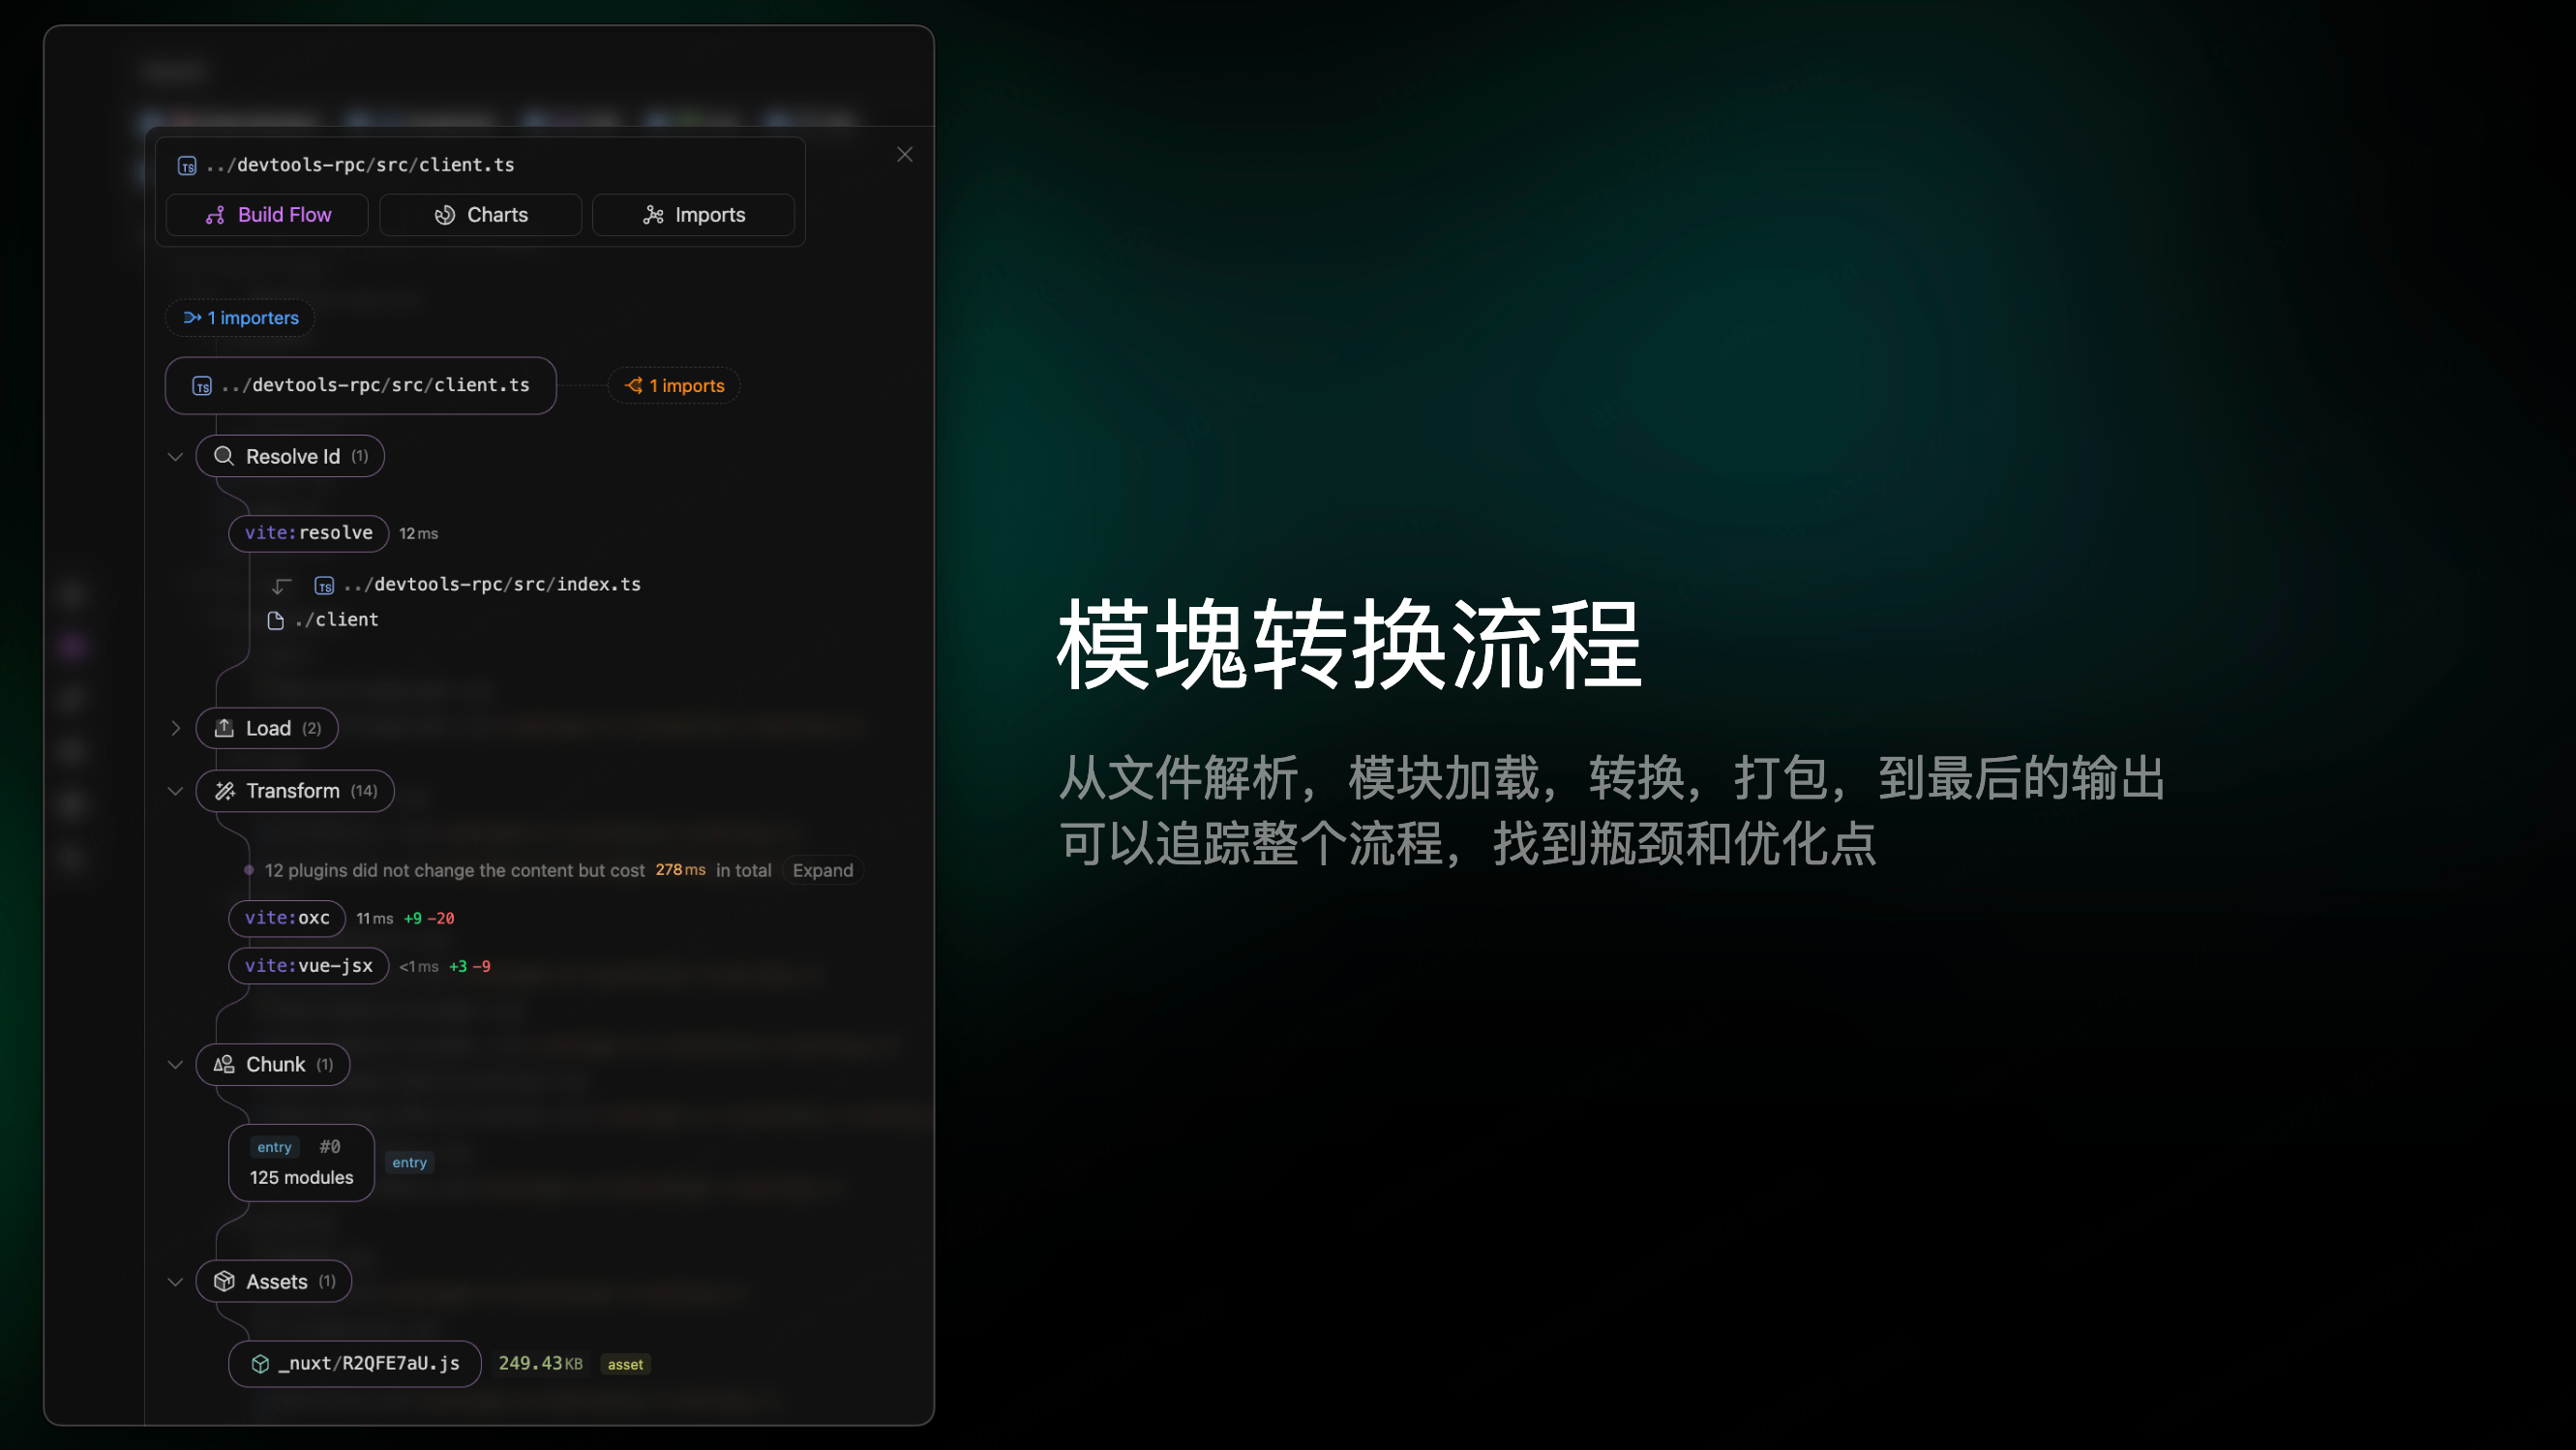 ../devtools-rpc/src/client.ts
Build Flow Charts Imports
1 importers
../devtools-rpc/src/client.ts 1 imports
Resolve Id (1)
vite:resolve 12ms
../devtools-rpc/src/index.ts
./client
Load (2)
Transform (14)
12 plugins did not change the content but cost 278ms in total Expand
vite:oxc 11ms +9 -20
vite:vue-jsx <1ms +3 -9
Chunk (1)
entry #0
125 modules entry
Assets (1)
_nuxt/R2QFE7aU.js 249.43KB asset
模塊转换流程
从文件解析，模块加载，转换，打包，到最后的输出
可以追踪整个流程，找到瓶颈和优化点